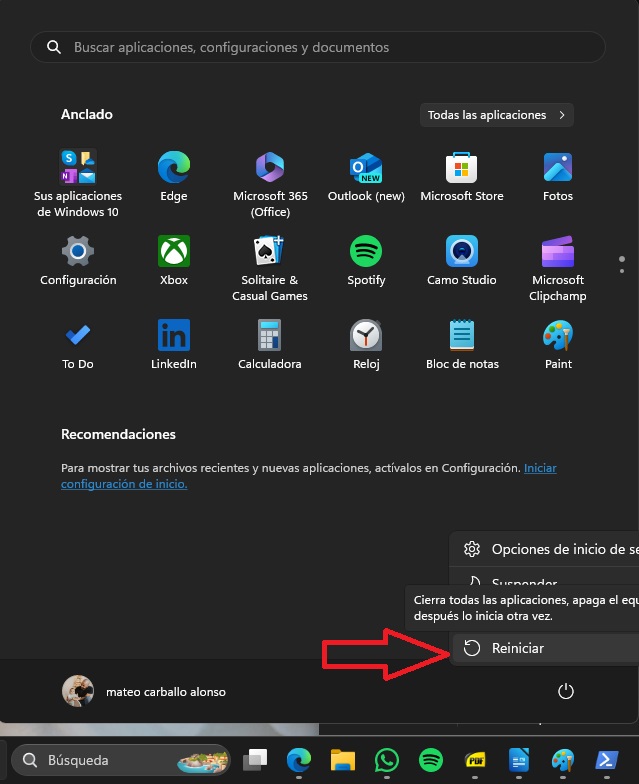 Buscar aplicaciones, configuraciones y documentos
Anclado
Todas las aplicaciones
Sus aplicaciones
de Windows 10
Edge
Microsoft 365
(Office)
Outlook (new)
Microsoft Store
Fotos
Configuración
Xbox
Solitaire &
Casual Games
Spotify
Camo Studio
Microsoft
Clipchamp
To Do
LinkedIn
Calculadora
Reloj
Bloc de notas
Paint
Recomendaciones
Para mostrar tus archivos recientes y nuevas aplicaciones, actívalos en Configuración. Iniciar
configuración de inicio.
Opciones de inicio de se
Suspender
Cierra todas las aplicaciones, apaga el equ
después lo inicia otra vez.
Reiniciar
mateo carballo alonso
Búsqueda